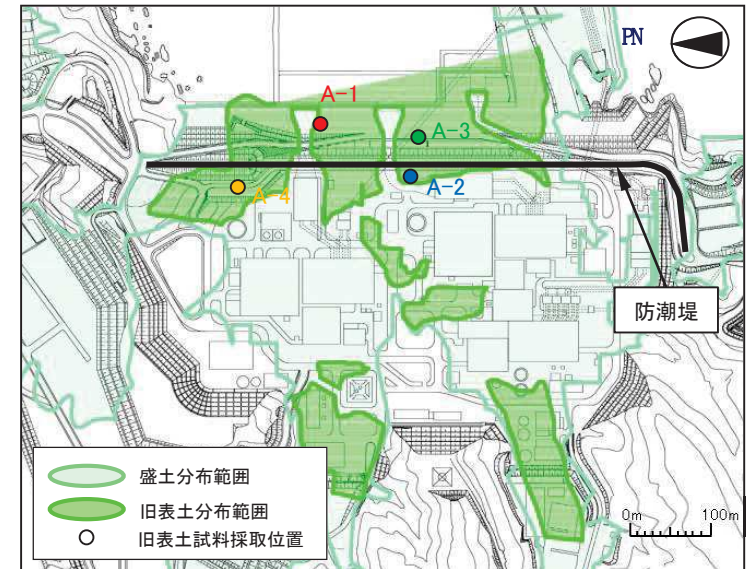 PN
A-1
A-3
A-2
A-4
防潮堤
盛土分布範囲
旧表土分布範囲
旧表土試料採取位置
0m 100m